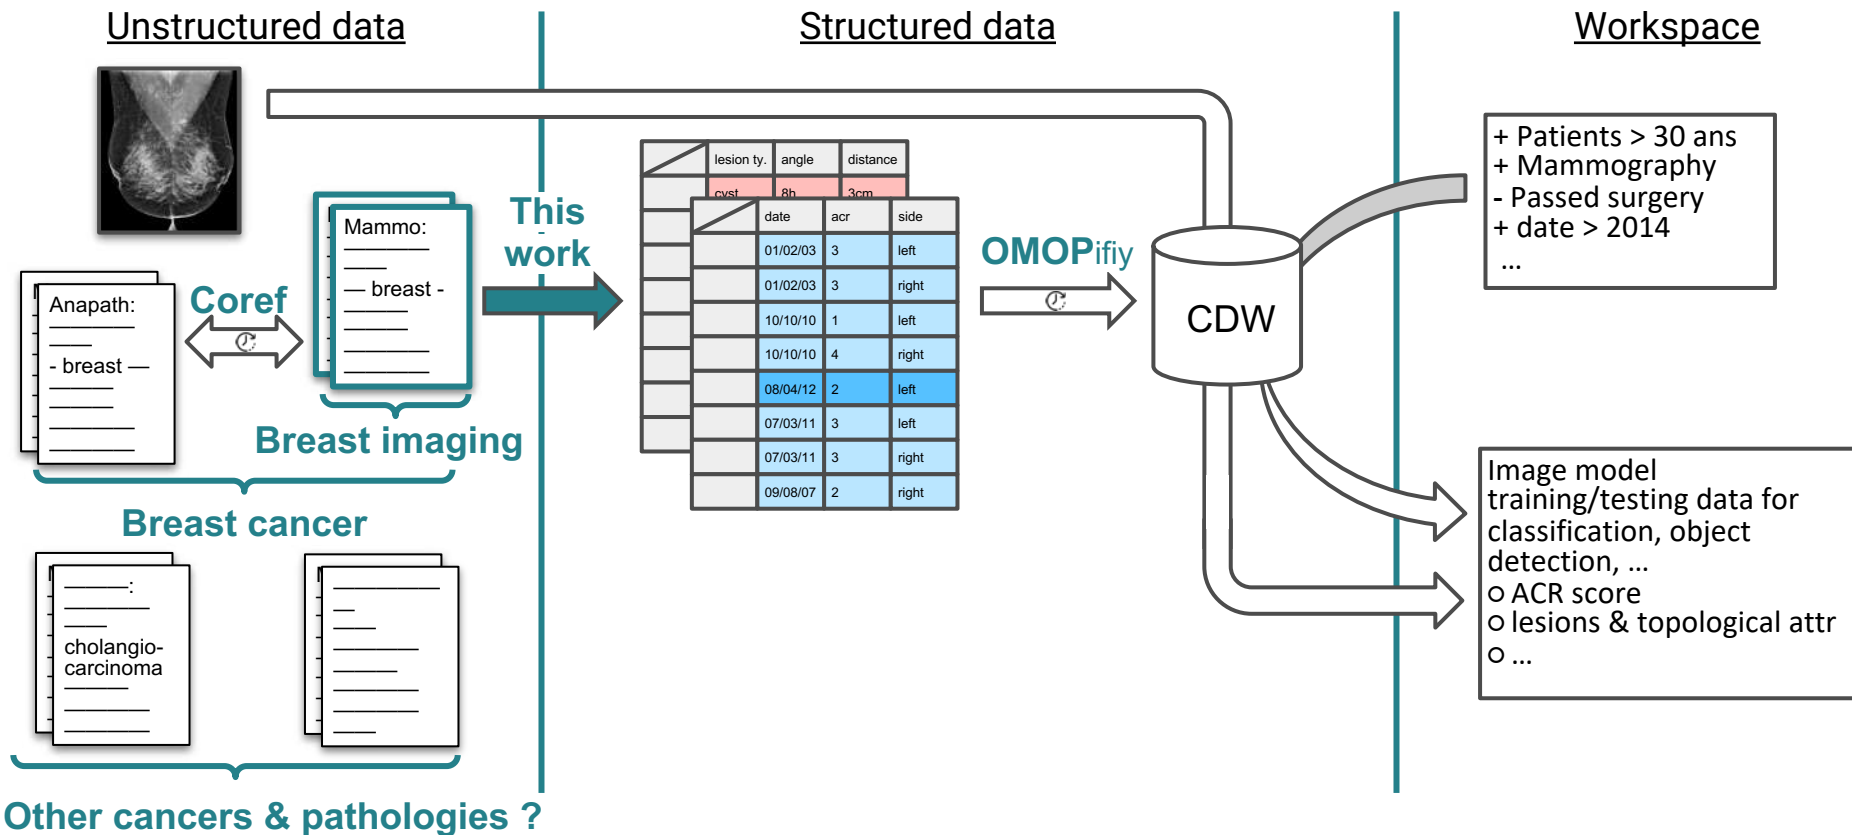 Unstructured data
Structured data
Workspace
Mammo:
- breast -
Anapath:
- breast —
Coref
This
work
Breast imaging
Breast cancer
cholangio-
carcinoma
Other cancers & pathologies ?
lesion ty. angle distance
cyst 8h 3cm
date acr side
01/02/03 3 left
01/02/03 3 right
10/10/10 1 left
10/10/10 4 right
08/04/12 2 left
07/03/11 3 left
07/03/11 3 right
09/08/07 2 right
OMOPifiy
CDW
+ Patients > 30 ans
+ Mammography
- Passed surgery
+ date > 2014
...
Image model
training/testing data for
classification, object
detection, ...
○ ACR score
○ lesions & topological attr
○ ...